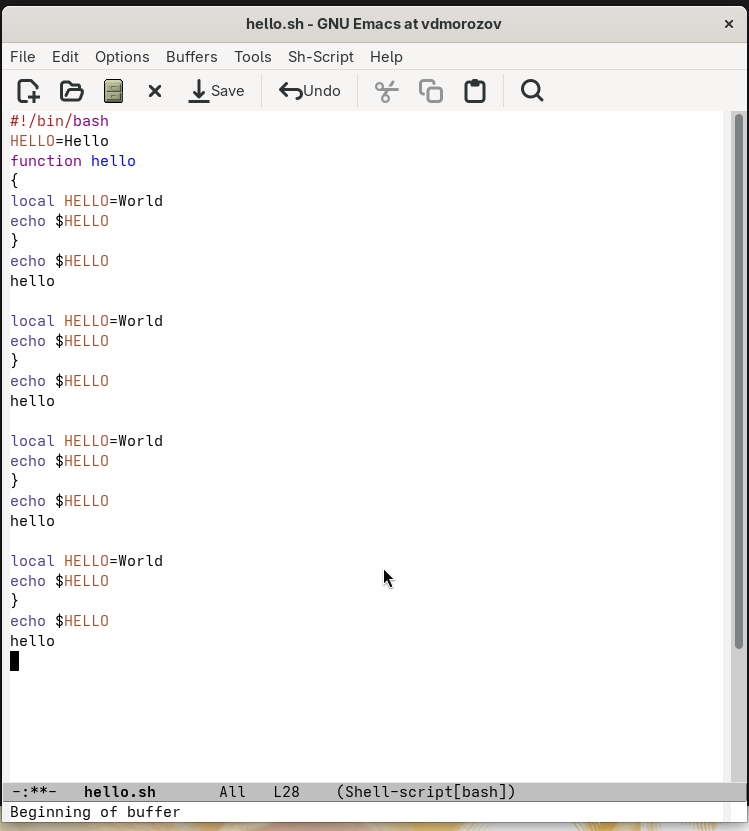 hello.sh - GNU Emacs at vdmorozov
File Edit Options Buffers Tools Sh-Script Help
Save Undo
#!/bin/bash
HELLO=Hello
function hello
{
local HELLO=World
echo $HELLO
}
echo $HELLO
hello

local HELLO=World
echo $HELLO
}
echo $HELLO
hello

local HELLO=World
echo $HELLO
}
echo $HELLO
hello

local HELLO=World
echo $HELLO
}
echo $HELLO
hello
-:**- hello.sh All L28 (Shell-script[bash])
Beginning of buffer